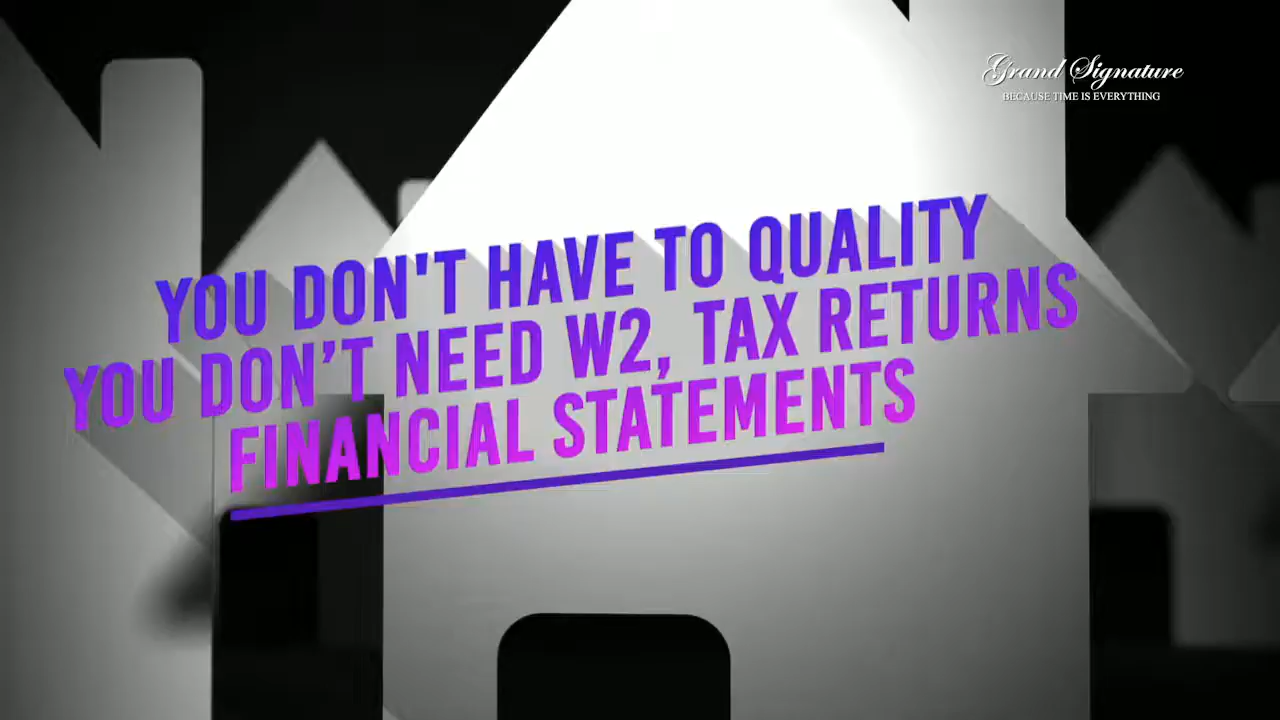 Grand Signature
BECAUSE TIME IS EVERYTHING
YOU DON'T HAVE TO QUALITY
YOU DON’T NEED W2, TAX RETURNS
FINANCIAL STATEMENTS